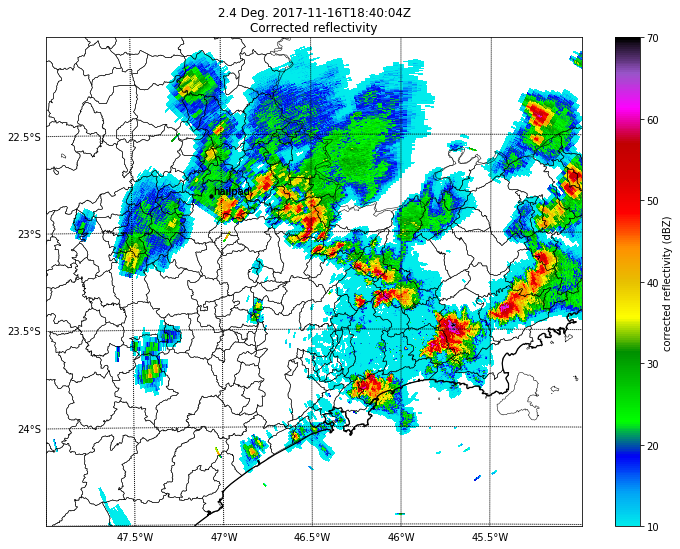 2.4 Deg. 2017-11-16T18:40:04Z
Corrected reflectivity
22.5°S
23°S
23.5°S
24°S
47.5°W
47°W
46.5°W
46°W
45.5°W
70
60
50
40
30
20
10
corrected reflectivity (dBZ)